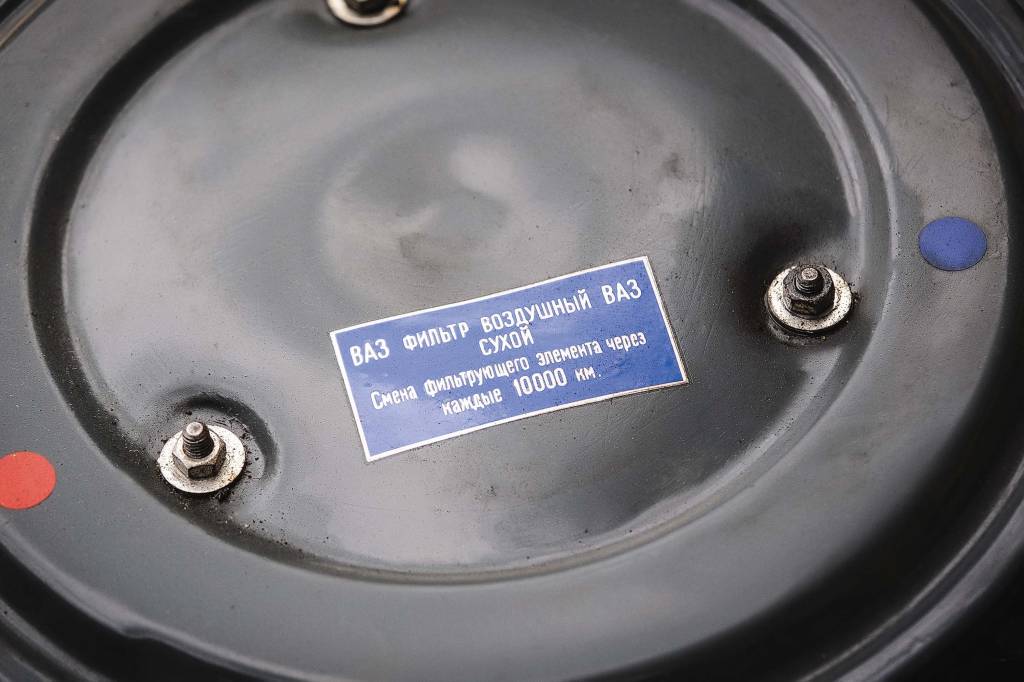 ВАЗ ФИЛЬТР ВОЗДУШНЫЙ ВАЗ
СУХОЙ
Смена фильтрующего элемента через
каждые 10000 км.